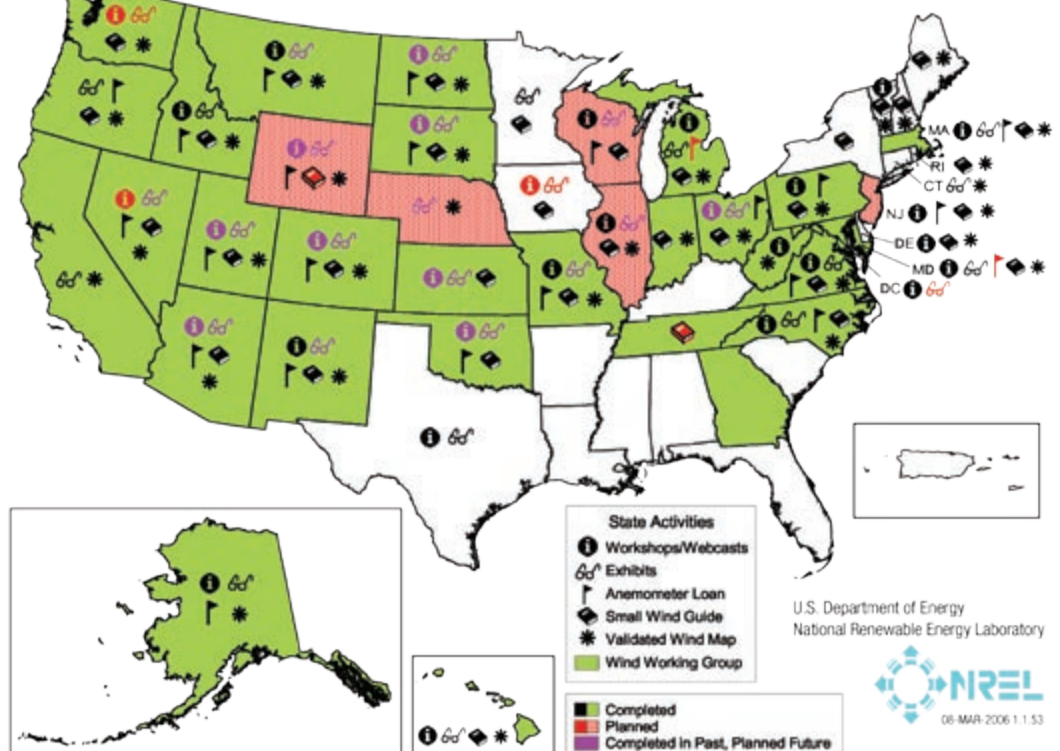 MA
RI
CT
NJ
DE
MD
DC
State Activities
Workshops/Webcasts
Exhibits
Anemometer Loan
Small Wind Guide
Validated Wind Map
Wind Working Group
Completed
Planned
Completed in Past, Planned Future
U.S. Department of Energy
National Renewable Energy Laboratory
NREL
08-MAR-2006 1.1.53